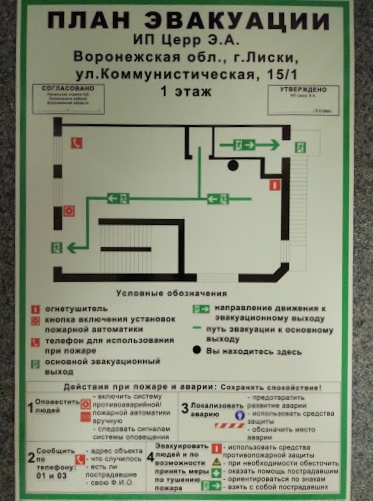 ПЛАН ЭВАКУАЦИИ
ИП Церр Э.А.
Воронежская обл., г.Лиски,
ул.Коммунистическая, 15/1
1 этаж
СОГЛАСОВАНО
УТВЕРЖДЕНО
Условные обозначения
огнетушитель
кнопка включения установок
пожарной автоматики
телефон для использования
при пожаре
основной эвакуационный
выход
направление движения к
эвакуационному выходу
путь эвакуации к основному
выходу
Вы находитесь здесь
Действия при пожаре и аварии: Сохранять спокойствие!
1 Оповестить
людей
- включить систему
противоаварийной/
пожарной автоматики
вручную
- следовать сигналам
системы оповещения
2 Сообщить
по
телефону
01 и 03
- адрес объекта
- что случилось
- есть ли
пострадавшие
- свою Ф.И.О.
3 Локализовать
аварию
- предотвратить
развитие аварии
- использовать средства
защиты
- обозначить место
аварии
4 Эвакуировать
людей и по
возможности
принять меры
по тушению
пожара
- использовать средства
противопожарной защиты
- при необходимости обесточить
- оказать помощь пострадавшим
- ориентироваться по знакам
- взять с собой пострадавших